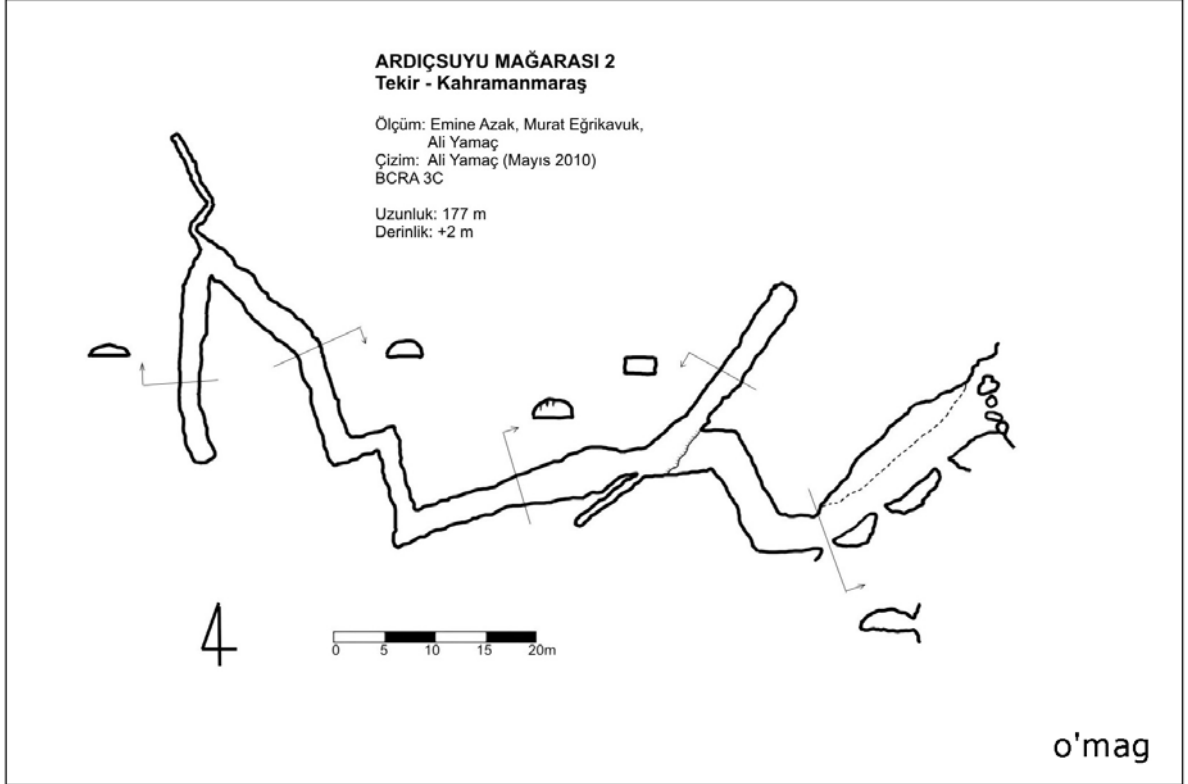 ARDIÇSUYU MAĞARASI 2
Tekir - Kahramanmaraş
Ölçüm: Emine Azak, Murat Eğrikavuk,
Ali Yamaç
Çizim: Ali Yamaç (Mayıs 2010)
BCRA 3C
Uzunluk: 177 m
Derinlik: +2 m
0 5 10 15 20m
o'mag